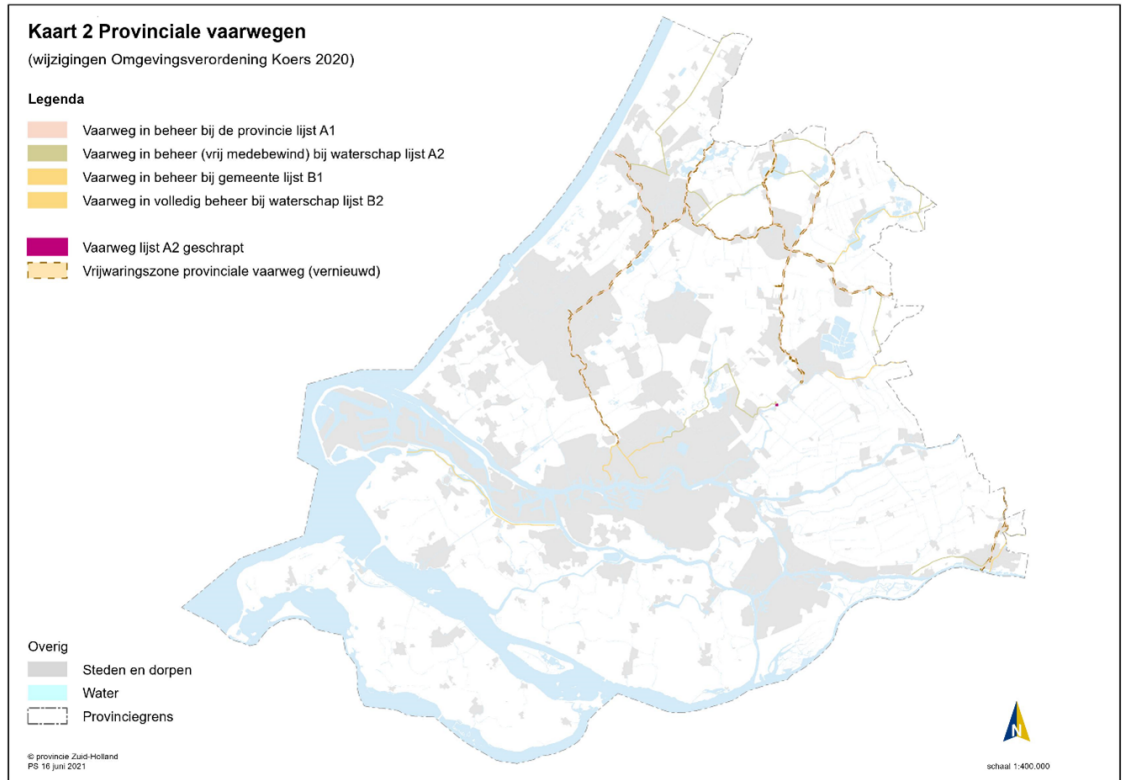 Kaart 2 Provinciale vaarwegen
(wijzigingen Omgevingsverordening Koers 2020)
Legenda
Vaarweg in beheer bij de provincie lijst A1
Vaarweg in beheer (vrij medebewind) bij waterschap lijst A2
Vaarweg in beheer bij gemeente lijst B1
Vaarweg in volledig beheer bij waterschap lijst B2
Vaarweg lijst A2 geschrapt
Vrijwaringszone provinciale vaarweg (vernieuwd)
Overig
Steden en dorpen
Water
Provinciegrens
© provincie Zuid-Holland
PS 16 juni 2021
N
schaal 1:400.000